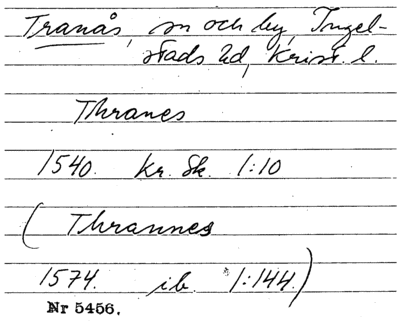 Tranås, sn och by, Ingel-
stads hd, Krist. l.
Thranes
1540. Kr. Sk. 1:10
(Thrannes
1574. ib. 1:144.)
Nr 5456.